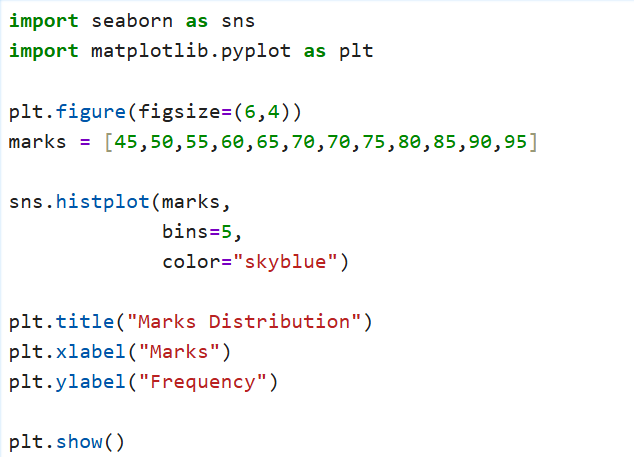 import seaborn as sns
import matplotlib.pyplot as plt
plt.figure(figsize=(6,4))
marks = [45,50,55,60,65,70,70,75,80,85,90,95]
sns.histplot(marks,
             bins=5,
             color="skyblue")
plt.title("Marks Distribution")
plt.xlabel("Marks")
plt.ylabel("Frequency")
plt.show()